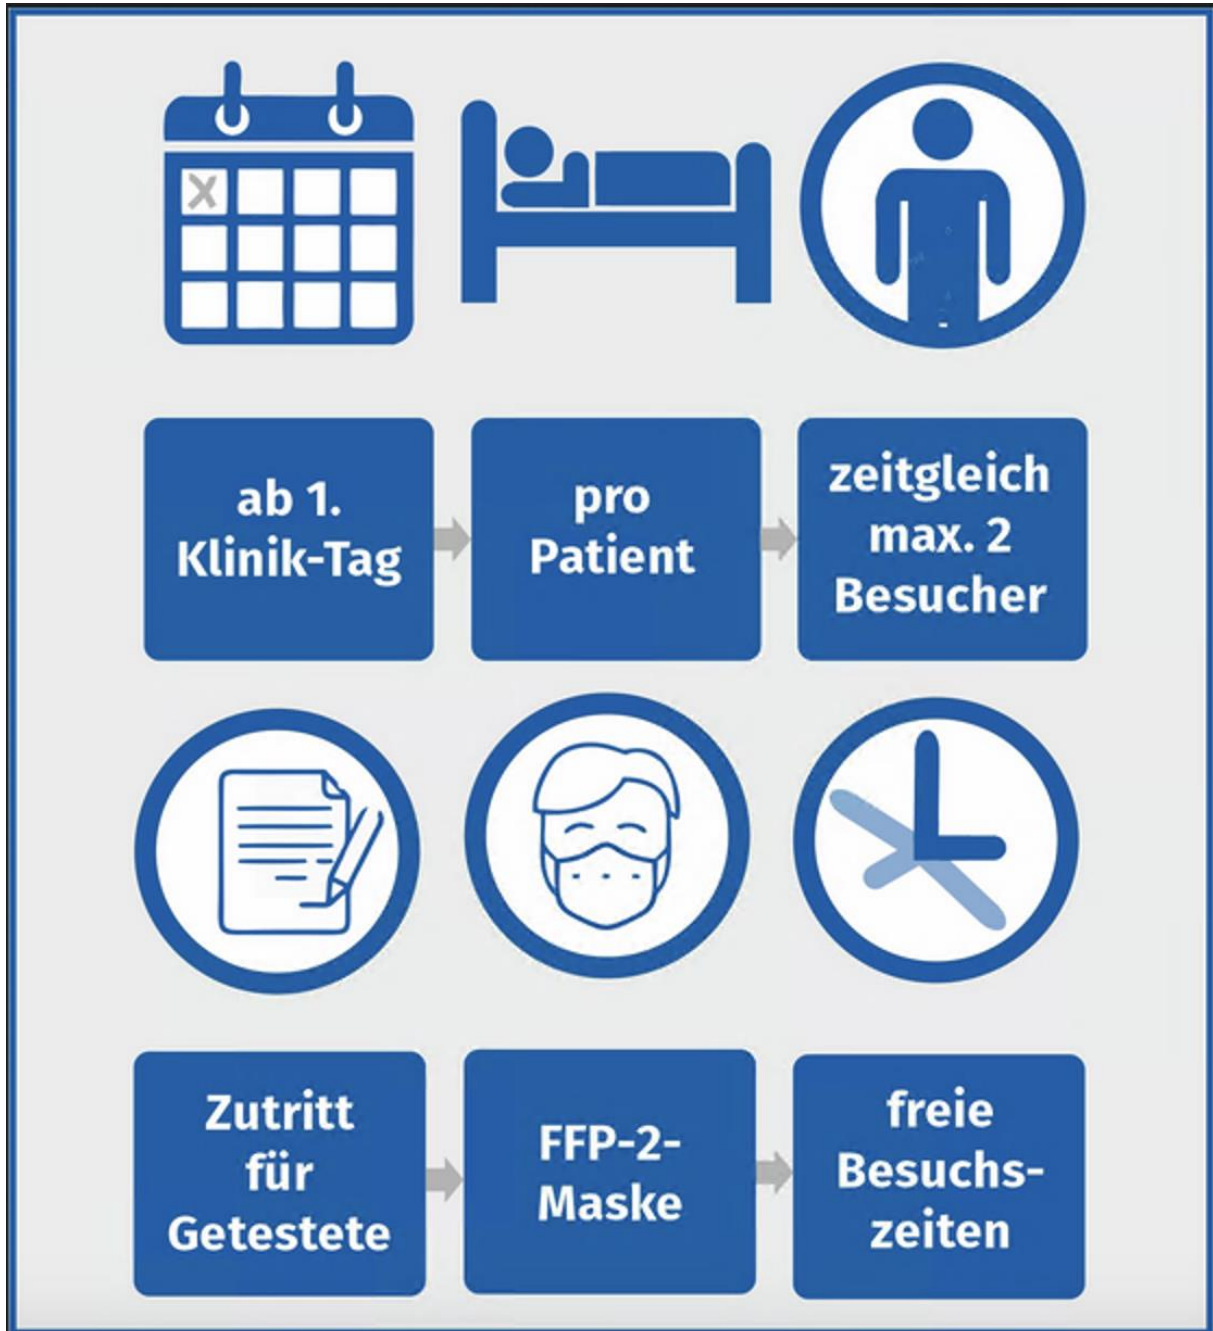 ab 1.
Klinik-Tag
pro
Patient
zeitgleich
max. 2
Besucher
Zutritt
für
Getestete
FFP-2-
Maske
freie
Besuchs-
zeiten